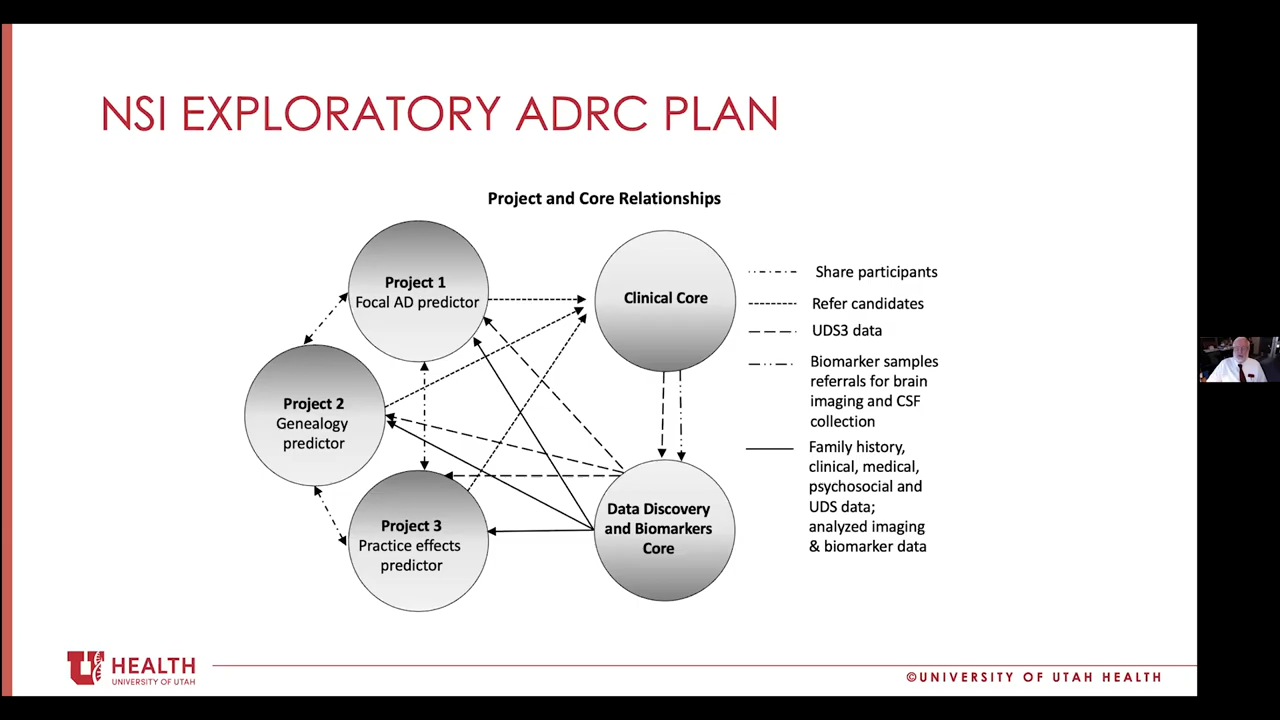 NSI EXPLORATORY ADRC PLAN
Project and Core Relationships
Project 1
Focal AD predictor
Clinical Core
Project 2
Genealogy
predictor
Project 3
Practice effects
predictor
Data Discovery
and Biomarkers
Core
Share participants
Refer candidates
UDS3 data
Biomarker samples
referrals for brain
imaging and CSF
collection
Family history,
clinical, medical,
psychosocial and
UDS data;
analyzed imaging
& biomarker data
U HEALTH
UNIVERSITY OF UTAH
©UNIVERSITY OF UTAH HEALTH